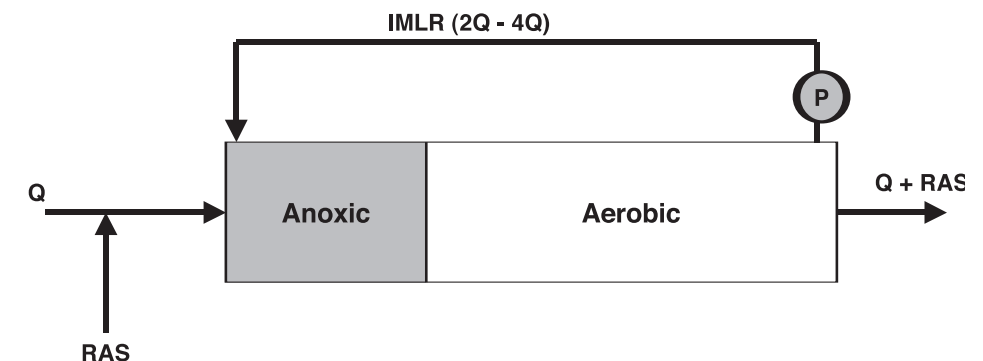 IMLR (2Q - 4Q)
P
Q
Q + RAS
Anoxic
Aerobic
RAS